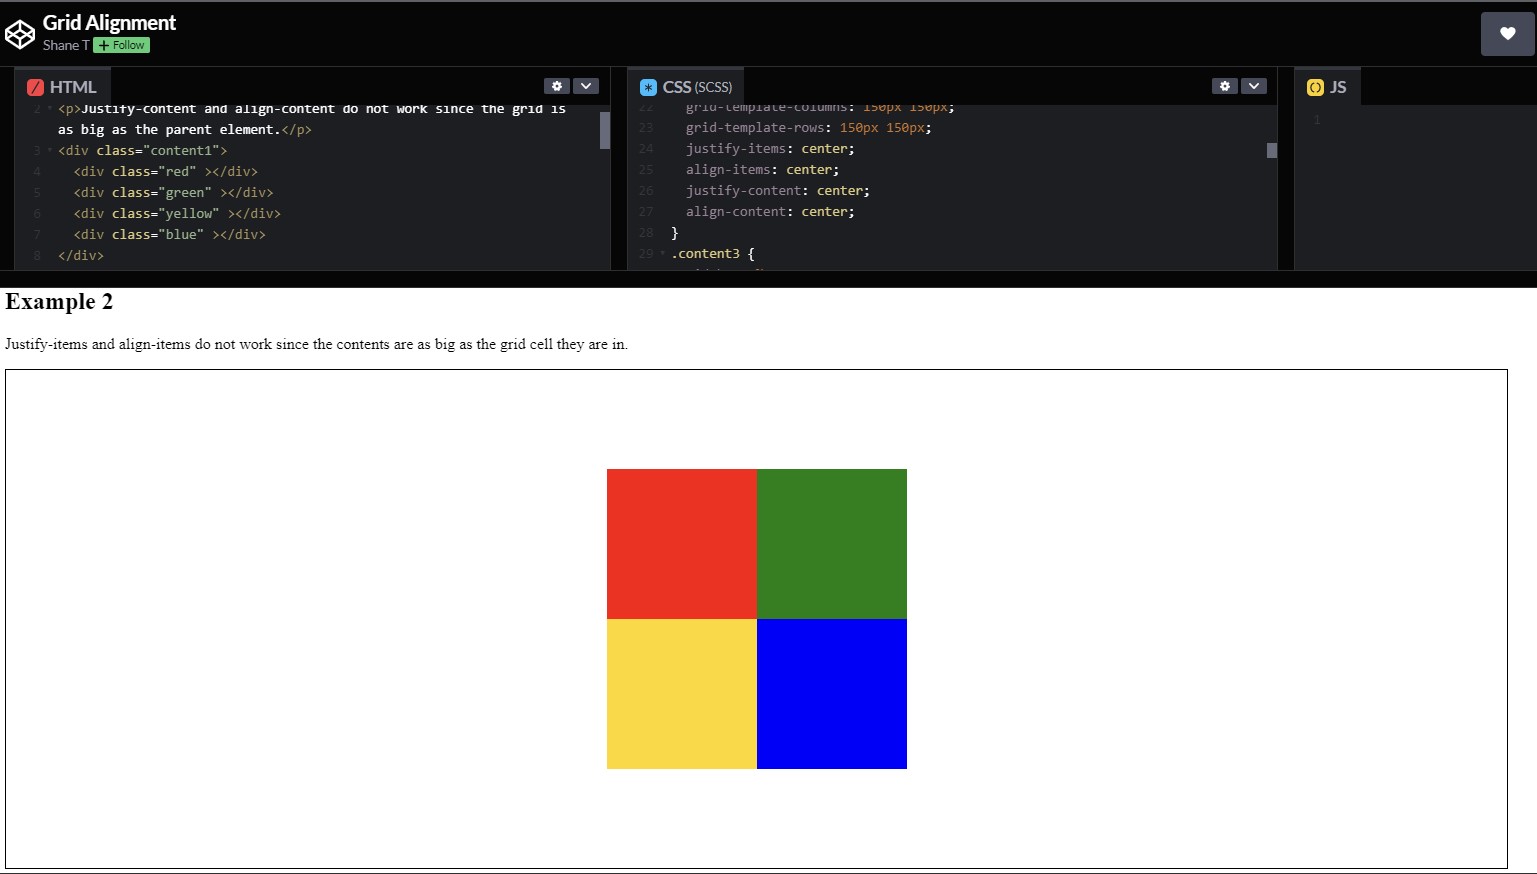 Grid Alignment
Shane T + Follow
HTML
2 <p>Justify-content and align-content do not work since the grid is
as big as the parent element.</p>
3 <div class="content1">
4 <div class="red" ></div>
5 <div class="green" ></div>
6 <div class="yellow" ></div>
7 <div class="blue" ></div>
8 </div>
CSS (SCSS)
22 grid-template-columns: 150px 150px;
23 grid-template-rows: 150px 150px;
24 justify-items: center;
25 align-items: center;
26 justify-content: center;
27 align-content: center;
28 }
29 .content3 {
JS
1
Example 2
Justify-items and align-items do not work since the contents are as big as the grid cell they are in.